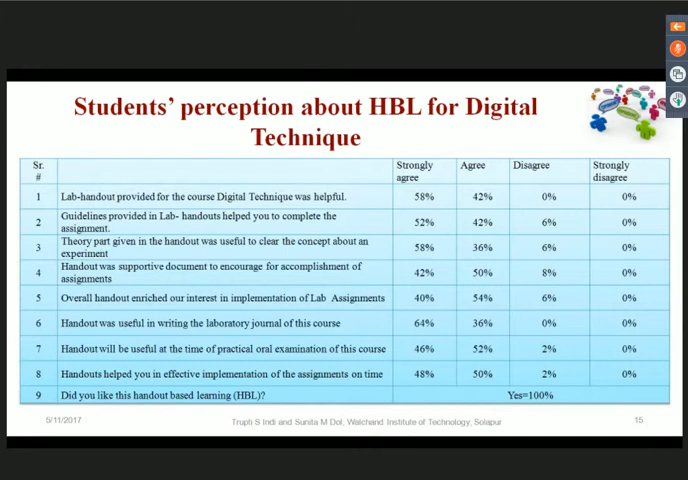 Students’ perception about HBL for Digital
Technique
Sr. # Strongly agree Agree Disagree Strongly disagree
1 Lab-handout provided for the course Digital Technique was helpful. 58% 42% 0% 0%
2 Guidelines provided in Lab- handouts helped you to complete the assignment. 52% 42% 6% 0%
3 Theory part given in the handout was useful to clear the concept about an experiment 58% 36% 6% 0%
4 Handout was supportive document to encourage for accomplishment of assignments 42% 50% 8% 0%
5 Overall handout enriched our interest in implementation of Lab Assignments 40% 54% 6% 0%
6 Handout was useful in writing the laboratory journal of this course 64% 36% 0% 0%
7 Handout will be useful at the time of practical oral examination of this course 46% 52% 2% 0%
8 Handouts helped you in effective implementation of the assignments on time 48% 50% 2% 0%
9 Did you like this handout based learning (HBL)? Yes=100%
5/11/2017 Trupti S Indi and Sunita M Dol, Walchand Institute of Technology, Solapur 15